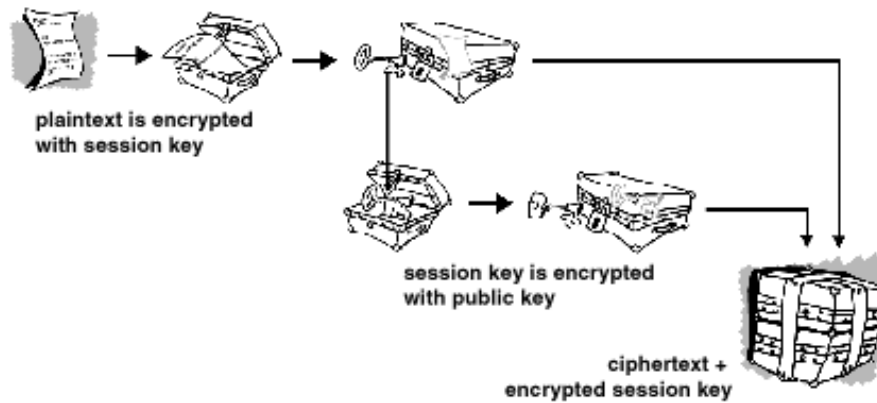 plaintext is encrypted
with session key
session key is encrypted
with public key
ciphertext +
encrypted session key